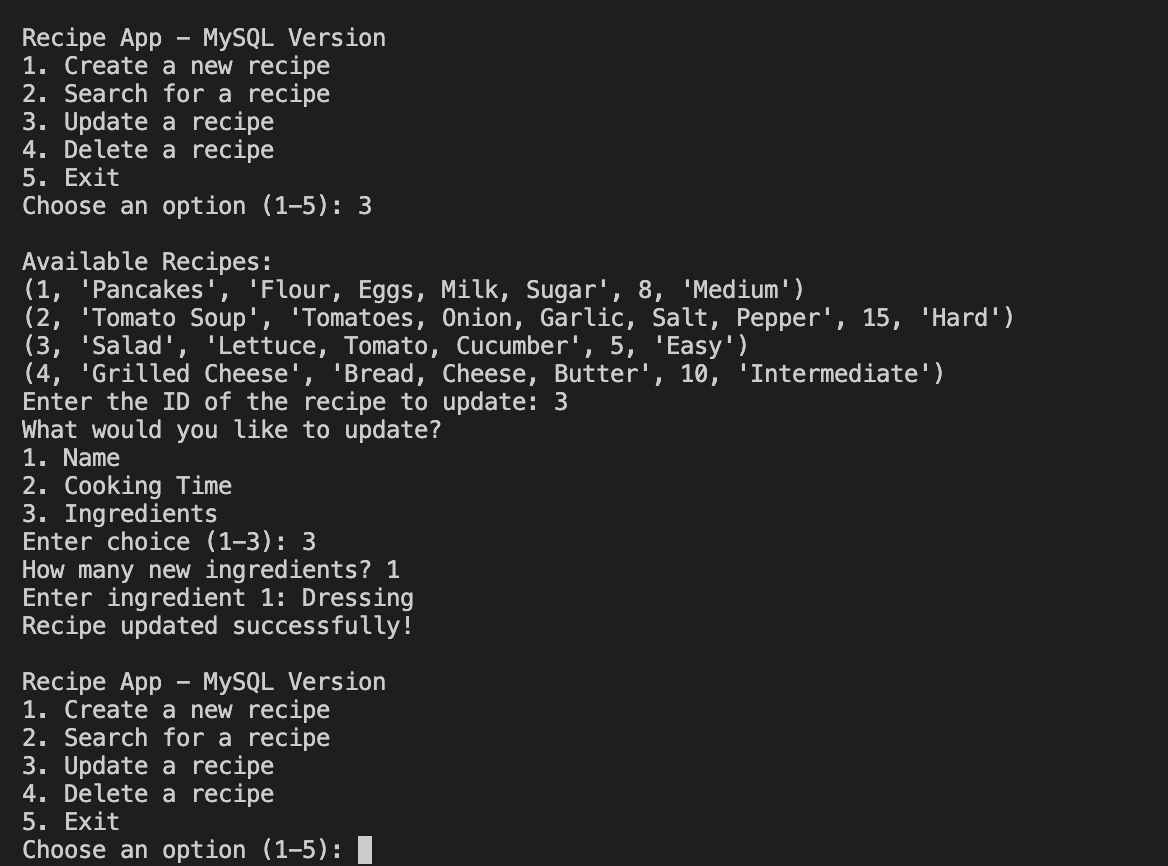 Recipe App – MySQL Version
1. Create a new recipe
2. Search for a recipe
3. Update a recipe
4. Delete a recipe
5. Exit
Choose an option (1–5): 3
Available Recipes:
(1, 'Pancakes', 'Flour, Eggs, Milk, Sugar', 8, 'Medium')
(2, 'Tomato Soup', 'Tomatoes, Onion, Garlic, Salt, Pepper', 15, 'Hard')
(3, 'Salad', 'Lettuce, Tomato, Cucumber', 5, 'Easy')
(4, 'Grilled Cheese', 'Bread, Cheese, Butter', 10, 'Intermediate')
Enter the ID of the recipe to update: 3
What would you like to update?
1. Name
2. Cooking Time
3. Ingredients
Enter choice (1–3): 3
How many new ingredients? 1
Enter ingredient 1: Dressing
Recipe updated successfully!
Recipe App – MySQL Version
1. Create a new recipe
2. Search for a recipe
3. Update a recipe
4. Delete a recipe
5. Exit
Choose an option (1–5):